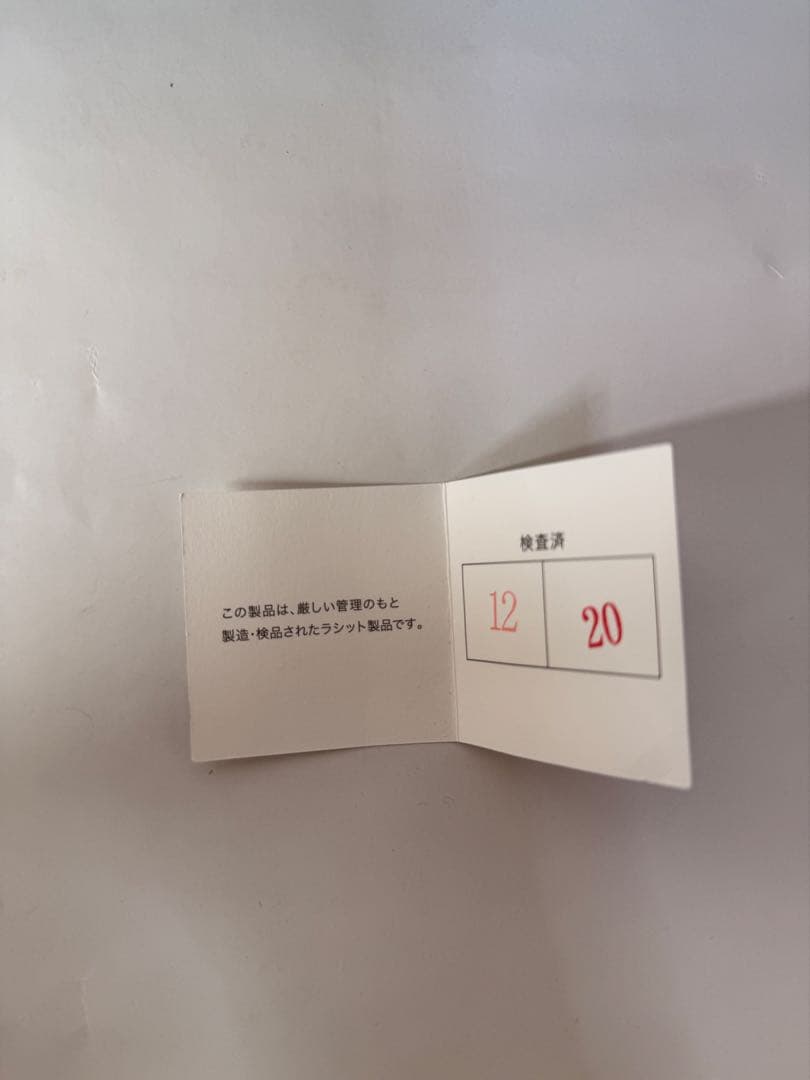 この製品は、厳しい管理のもと
製造・検品されたラシット製品です。
検査済
12 20